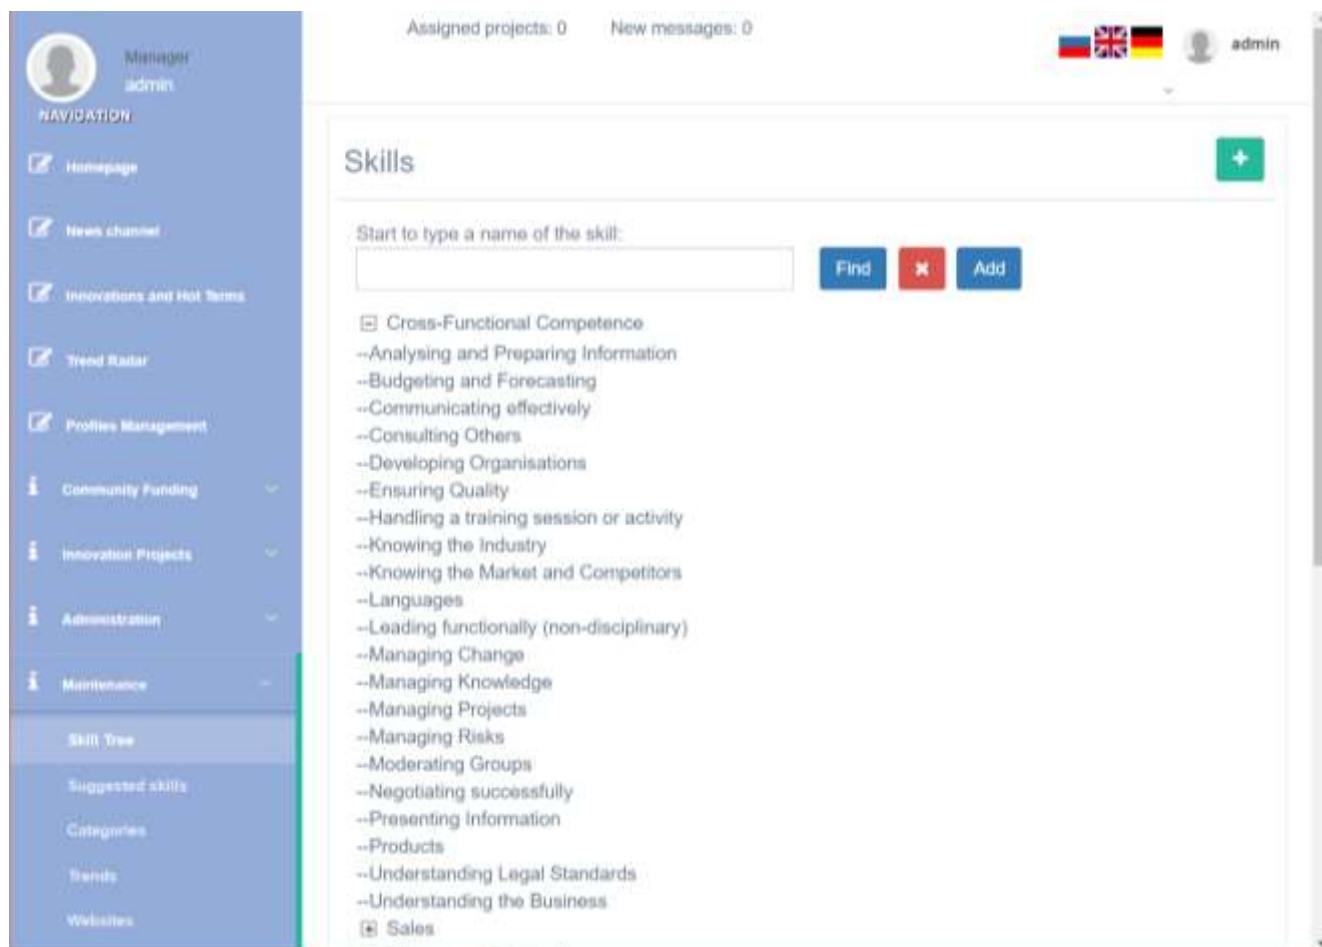 Assigned projects: 0 New messages: 0
Manager
admin
admin
NAVIGATION
Homepage
News channel
Innovations and Hot Terms
Trend Radar
Profiles Management
Community Funding
Innovation Projects
Administration
Maintenance
Skill Tree
Suggested skills
Categories
Trends
Websites
Skills
Start to type a name of the skill:
Find Add
Cross-Functional Competence
--Analysing and Preparing Information
--Budgeting and Forecasting
--Communicating effectively
--Consulting Others
--Developing Organisations
--Ensuring Quality
--Handling a training session or activity
--Knowing the Industry
--Knowing the Market and Competitors
--Languages
--Leading functionally (non-disciplinary)
--Managing Change
--Managing Knowledge
--Managing Projects
--Managing Risks
--Moderating Groups
--Negotiating successfully
--Presenting Information
--Products
--Understanding Legal Standards
--Understanding the Business
Sales